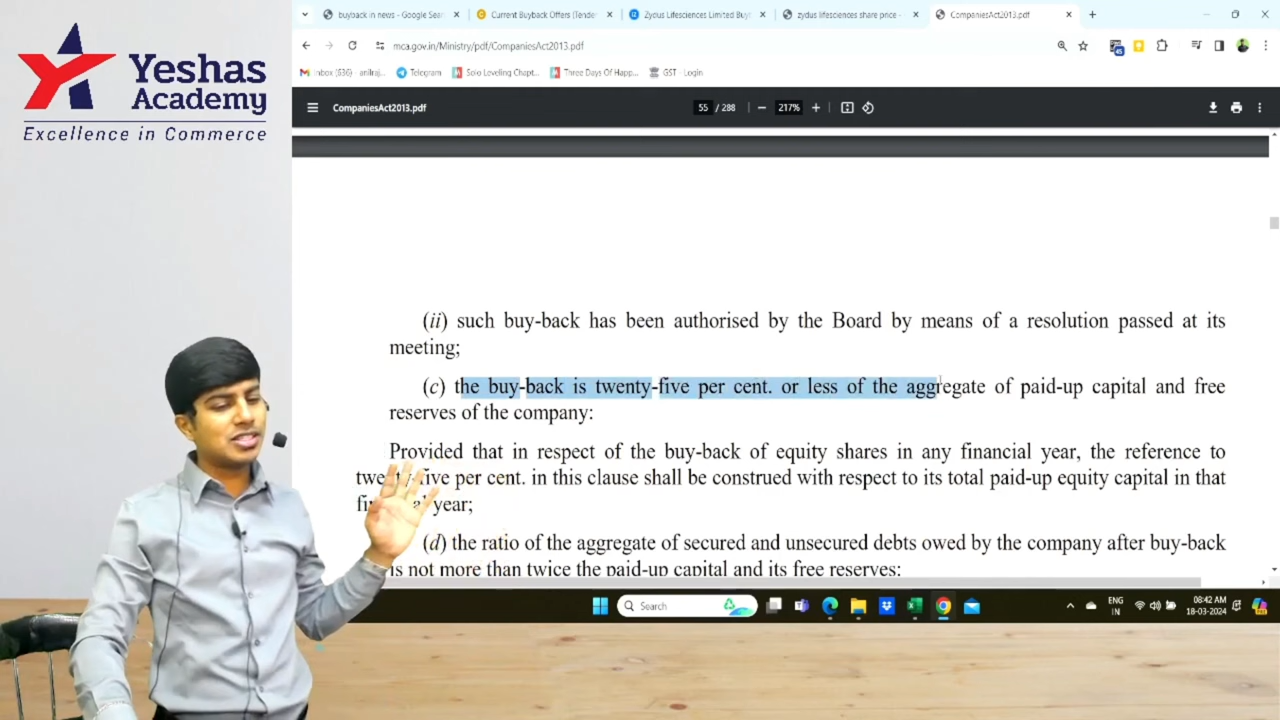 Yeshas
Academy
Excellence in Commerce
buyback in news - Google Sear
Current Buyback Offers (Tender
Zydus Lifesciences Limited Buy
zydus lifesciences share price -
CompaniesAct2013.pdf
mca.gov.in/Ministry/pdf/CompaniesAct2013.pdf
45
Inbox (636) - anilraj...
Telegram
Solo Leveling Chapt...
Three Days Of Happ...
GST - Login
CompaniesAct2013.pdf
55 / 288
217%
(ii) such buy-back has been authorised by the Board by means of a resolution passed at its
meeting;
(c) the buy-back is twenty-five per cent. or less of the aggregate of paid-up capital and free
reserves of the company:
Provided that in respect of the buy-back of equity shares in any financial year, the reference to
twenty-five per cent. in this clause shall be construed with respect to its total paid-up equity capital in that
year;
(d) the ratio of the aggregate of secured and unsecured debts owed by the company after buy-back
is not more than twice the paid-up capital and its free reserves:
Search
ENG
IN
08:42 AM
18-03-2024